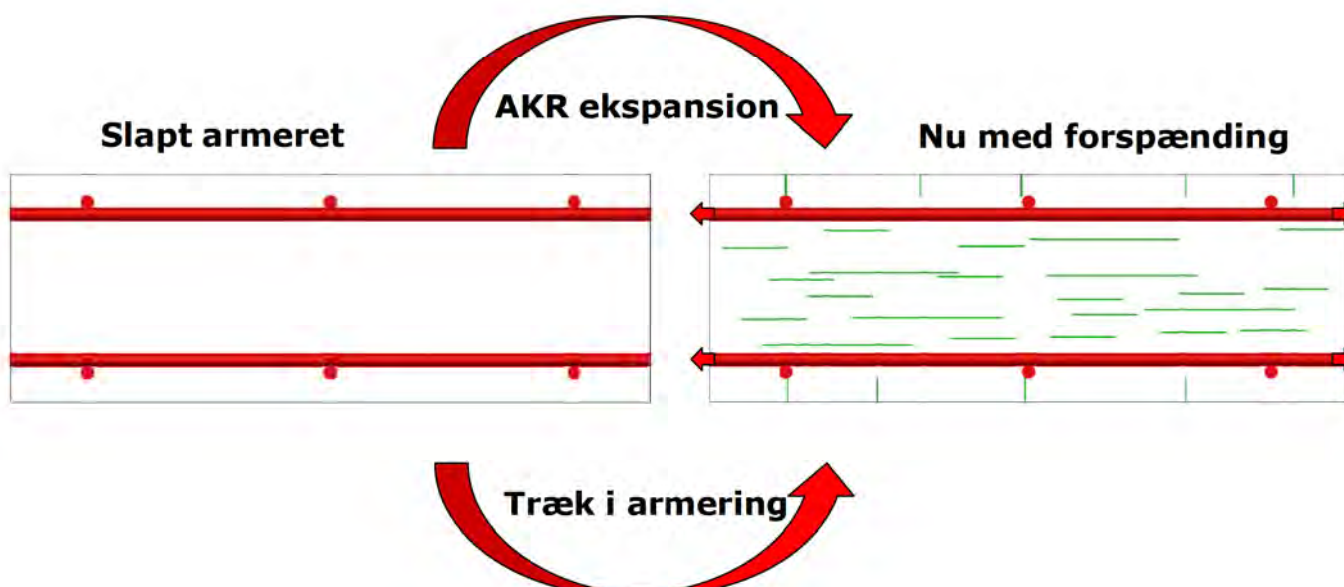 AKR ekspansion
Slapt armeret
Nu med forspænding
Træk i armering